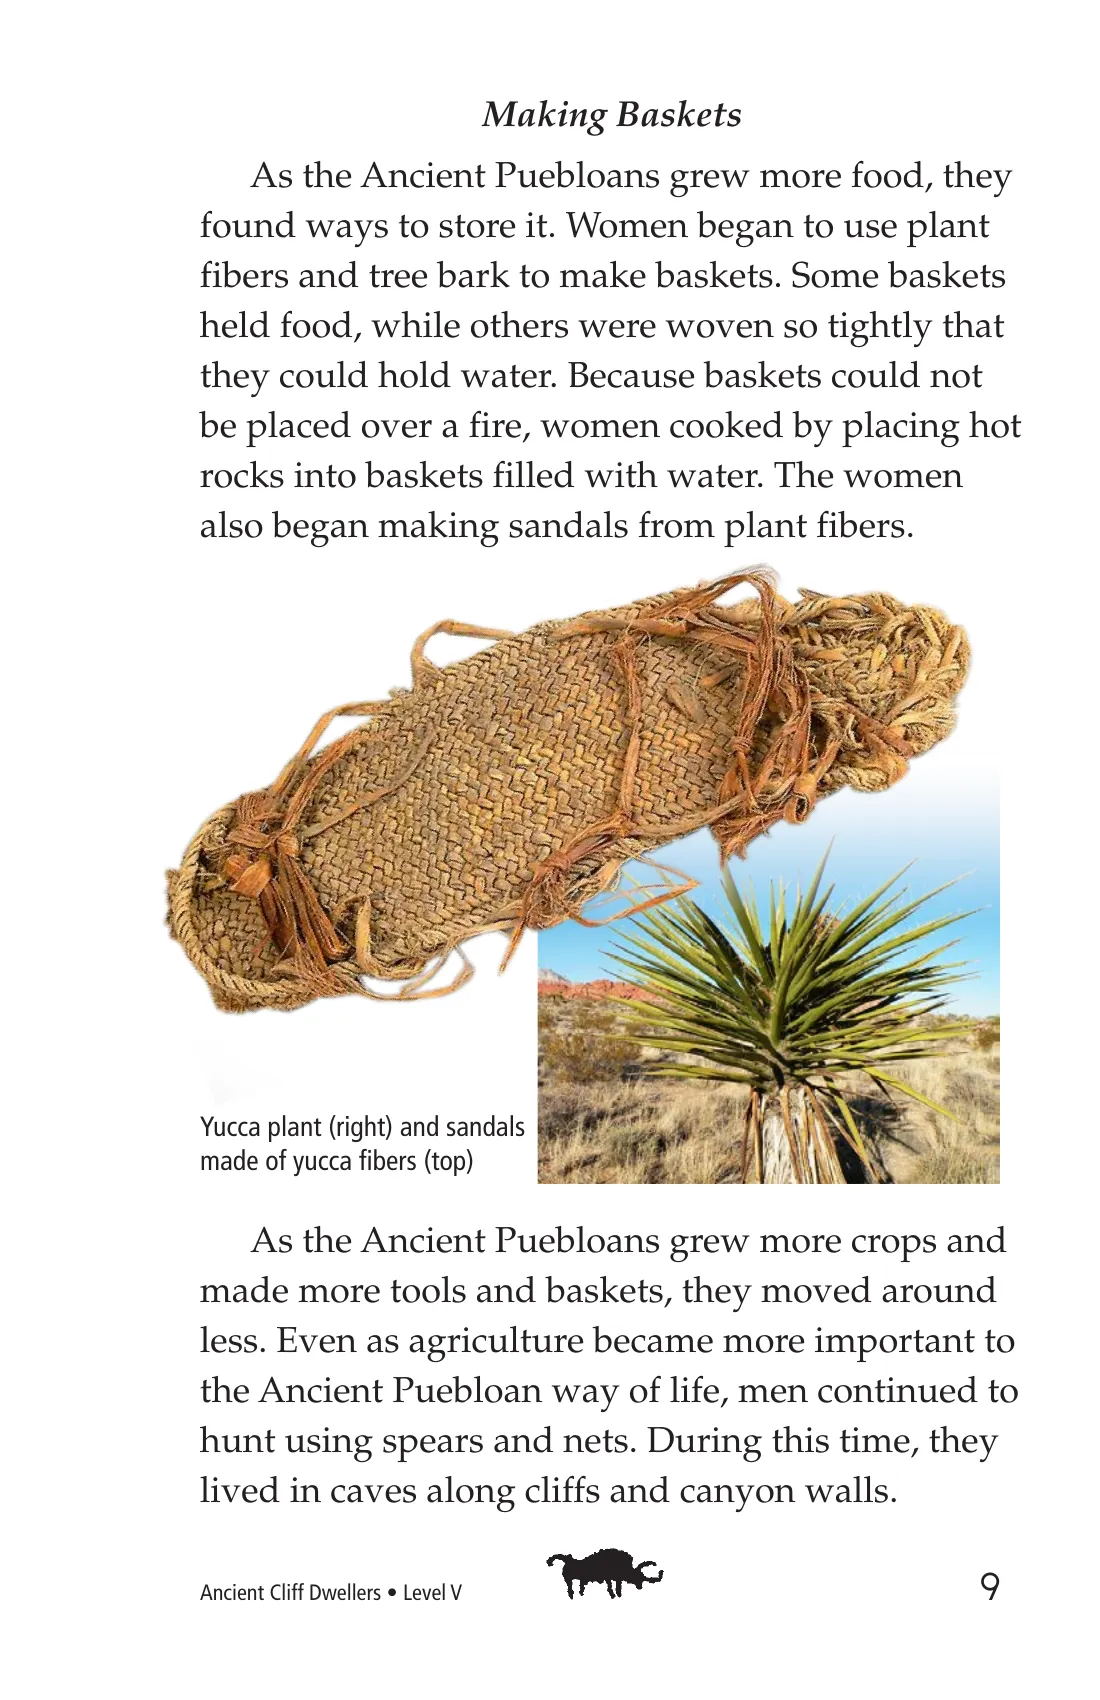 Making Baskets
As the Ancient Puebloans grew more food, they
found ways to store it. Women began to use plant
fibers and tree bark to make baskets. Some baskets
held food, while others were woven so tightly that
they could hold water. Because baskets could not
be placed over a fire, women cooked by placing hot
rocks into baskets filled with water. The women
also began making sandals from plant fibers.
Yucca plant (right) and sandals
made of yucca fibers (top)
As the Ancient Puebloans grew more crops and
made more tools and baskets, they moved around
less. Even as agriculture became more important to
the Ancient Puebloan way of life, men continued to
hunt using spears and nets. During this time, they
lived in caves along cliffs and canyon walls.
Ancient Cliff Dwellers • Level V
9